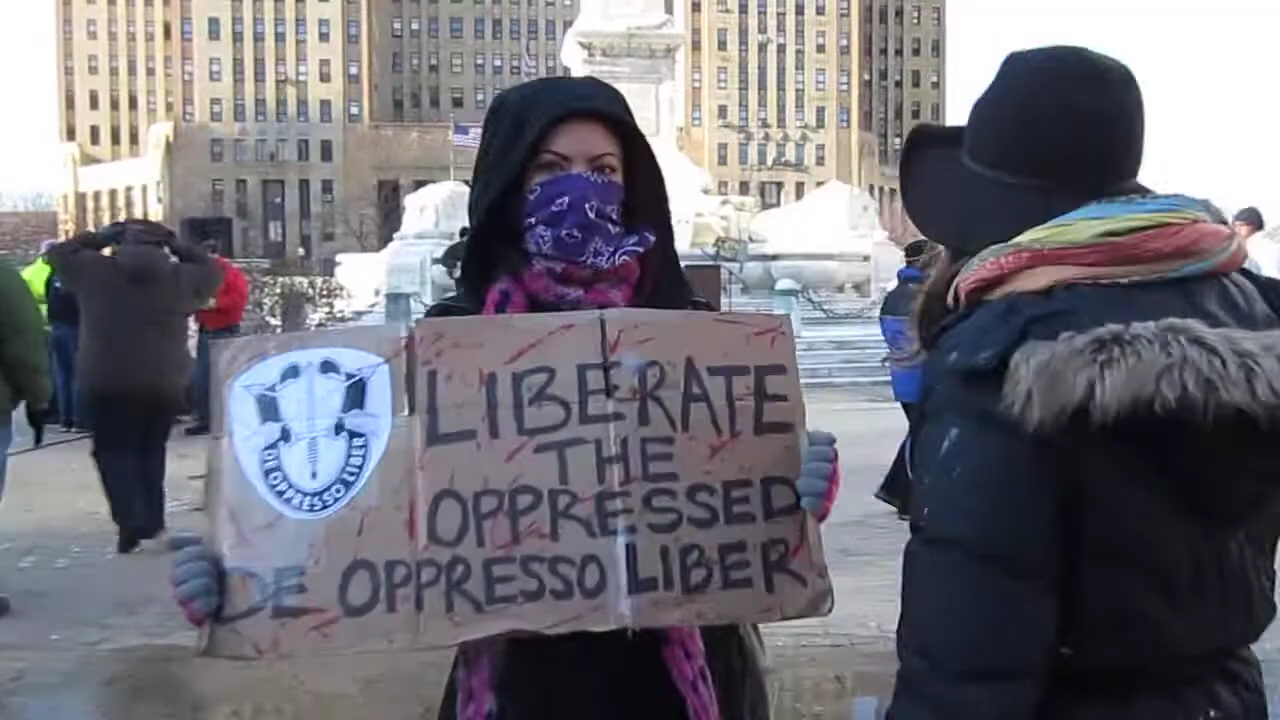 DE OPPRESSO LIBER
LIBERATE
THE
OPPRESSED
DE OPPRESSO LIBER